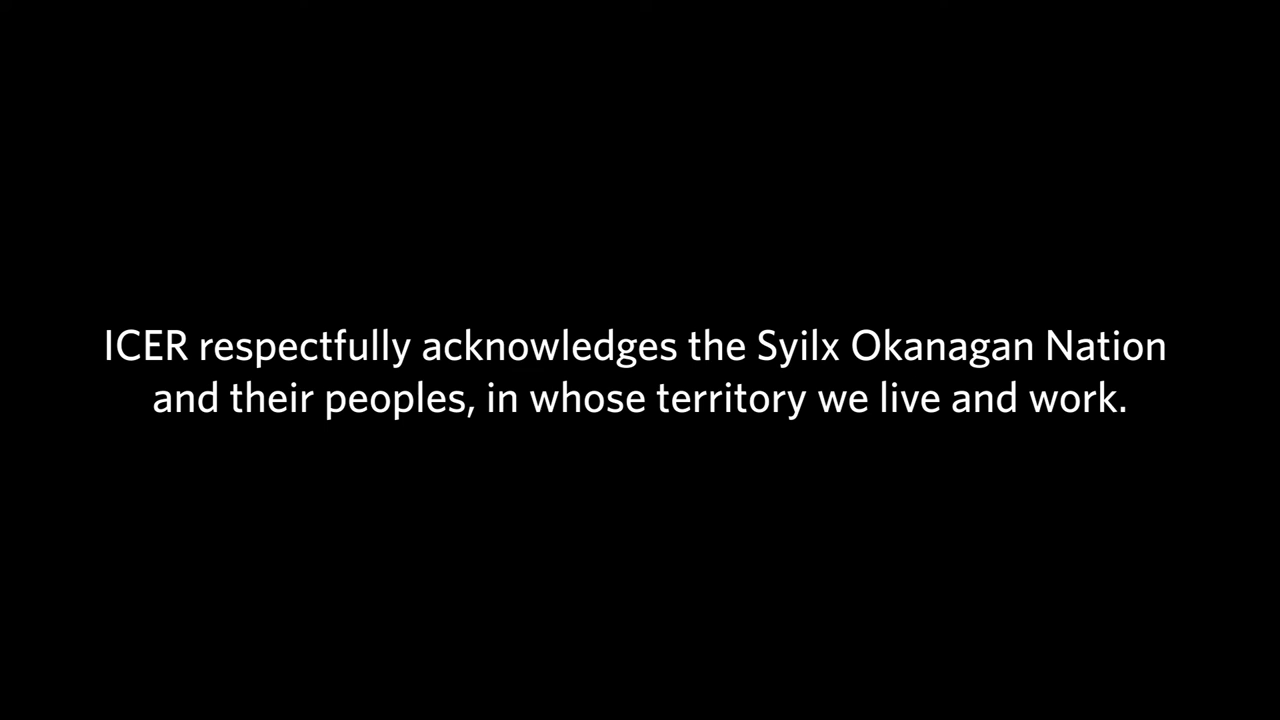 ICER respectfully acknowledges the Syilx Okanagan Nation
and their peoples, in whose territory we live and work.